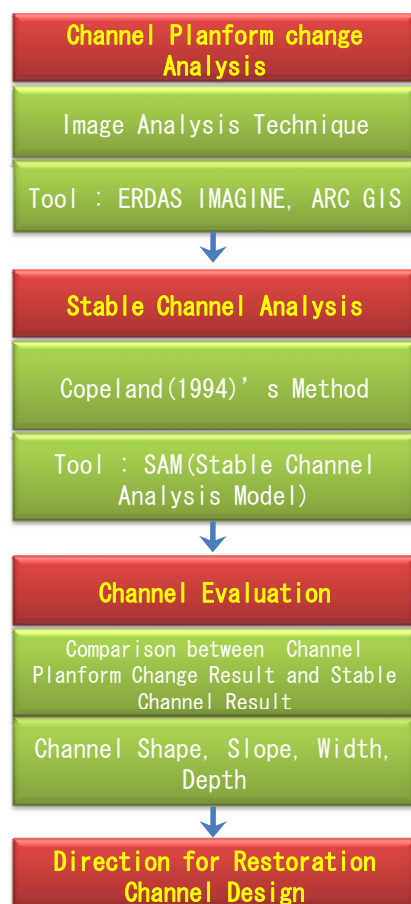 Channel Planform change
Analysis
Image Analysis Technique
Tool : ERDAS IMAGINE, ARC GIS
Stable Channel Analysis
Copeland(1994)’s Method
Tool : SAM(Stable Channel
Analysis Model)
Channel Evaluation
Comparison between Channel
Planform Change Result and Stable
Channel Result
Channel Shape, Slope, Width,
Depth
Direction for Restoration
Channel Design